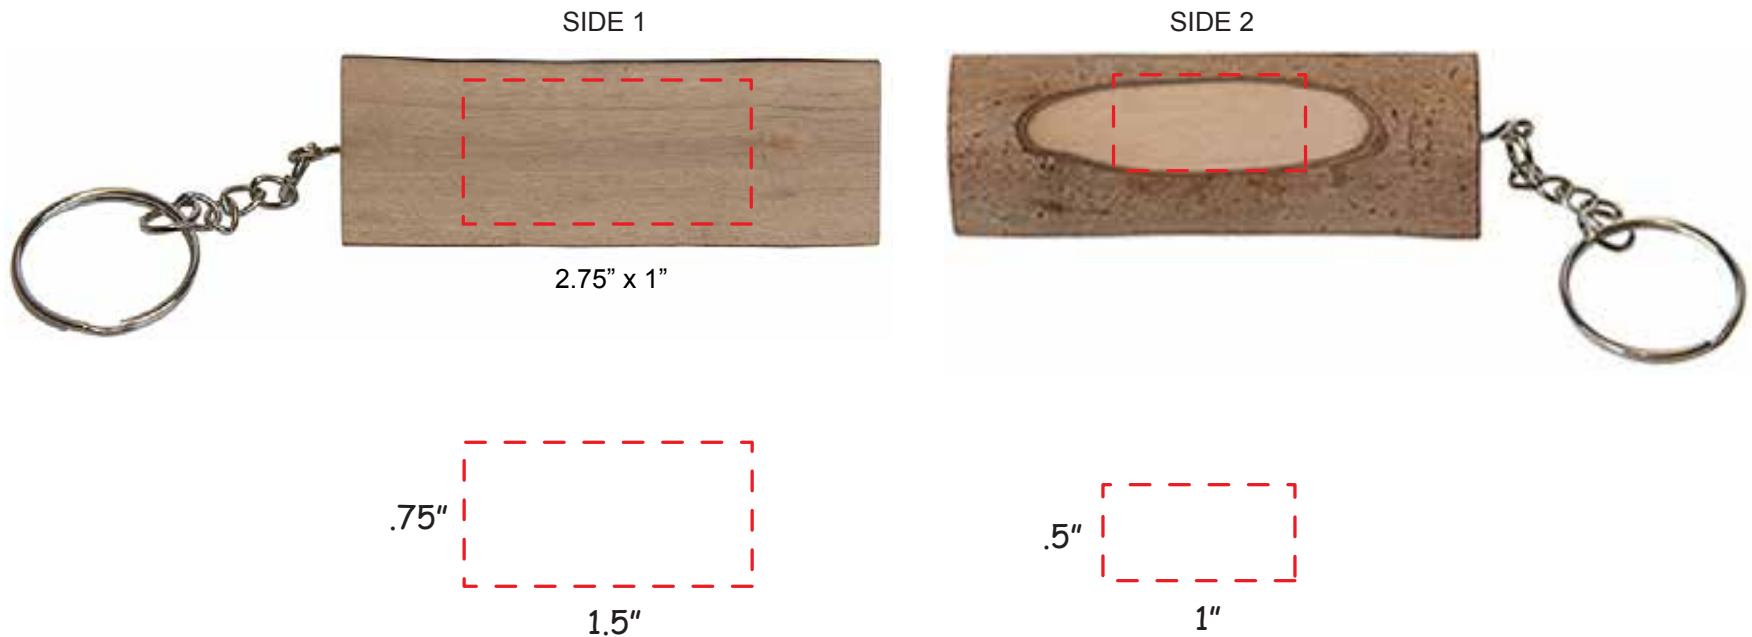 SIDE 1
SIDE 2
2.75” x 1”
.75"
1.5"
.5"
1"